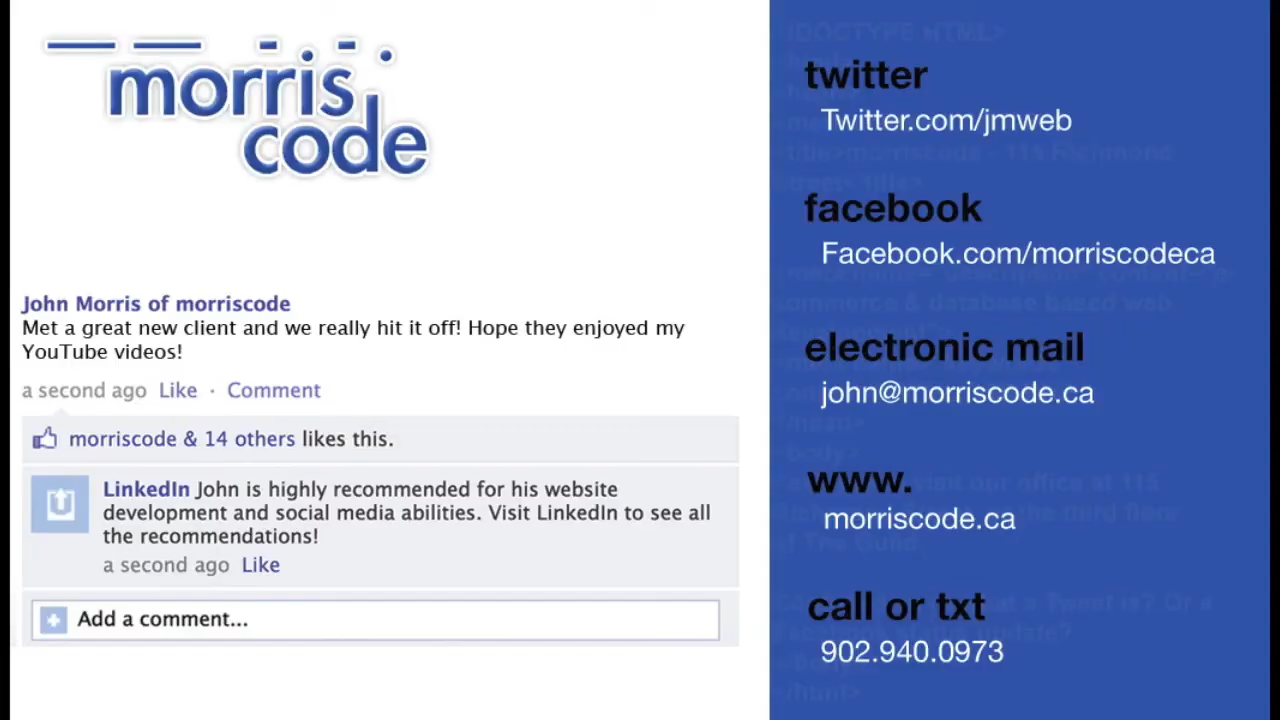 morris
code
John Morris of morriscode
Met a great new client and we really hit it off! Hope they enjoyed my
YouTube videos!
a second ago Like · Comment
morriscode & 14 others likes this.
LinkedIn John is highly recommended for his website
development and social media abilities. Visit LinkedIn to see all
the recommendations!
a second ago Like
Add a comment...
twitter
Twitter.com/jmweb
facebook
Facebook.com/morriscodeca
electronic mail
john@morriscode.ca
www.
morriscode.ca
call or txt
902.940.0973